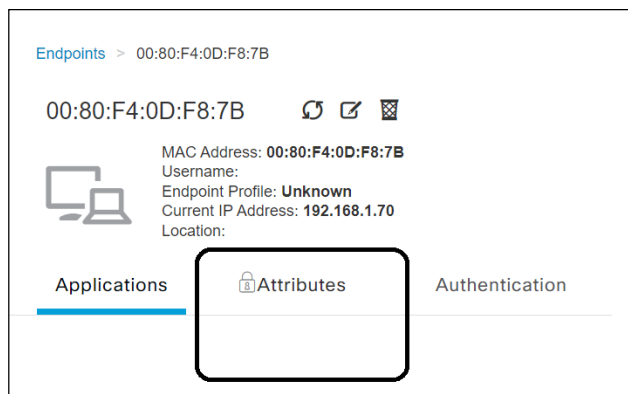 Endpoints > 00:80:F4:0D:F8:7B
00:80:F4:0D:F8:7B
MAC Address: 00:80:F4:0D:F8:7B
Username:
Endpoint Profile: Unknown
Current IP Address: 192.168.1.70
Location:
Applications Attributes Authentication